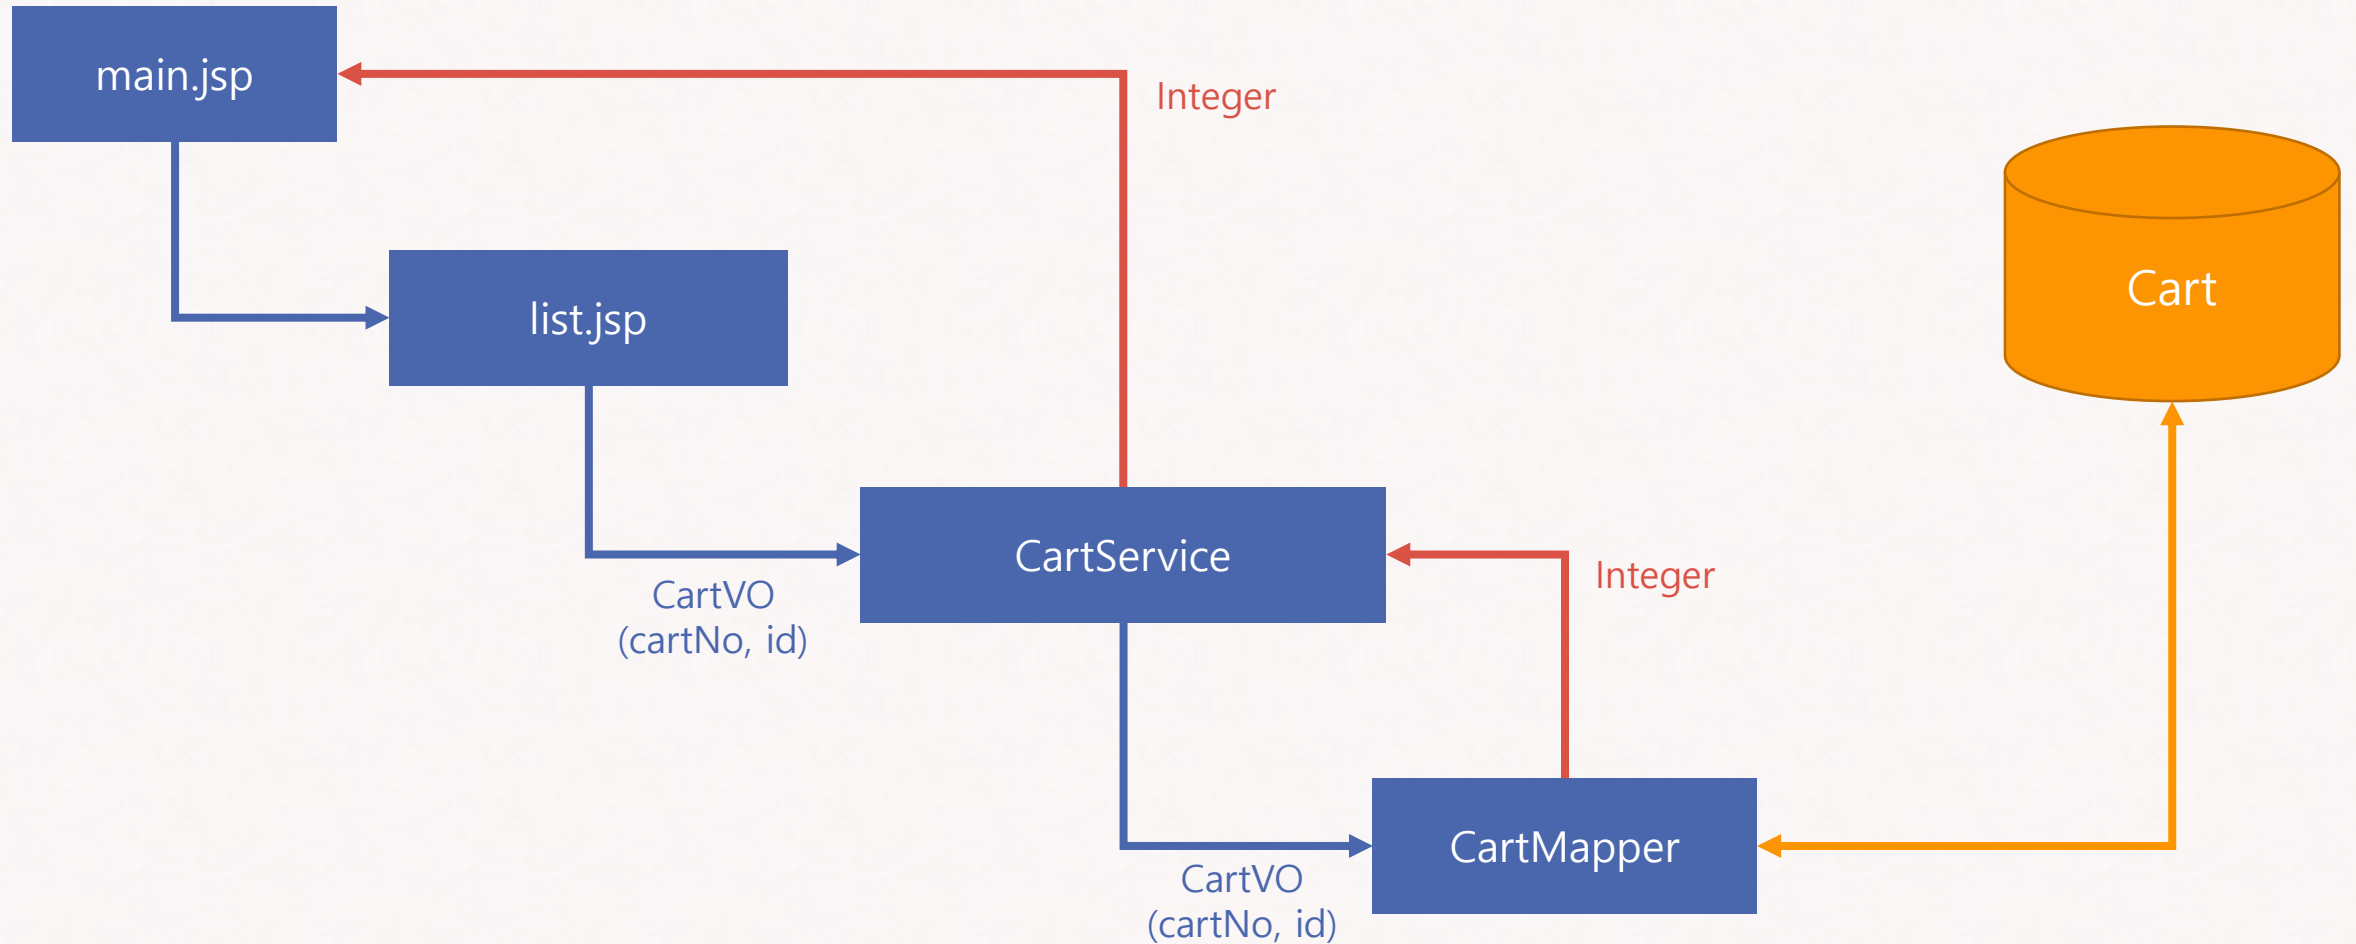 main.jsp
Integer
Cart
list.jsp
CartService
Integer
CartVO
(cartNo, id)
CartMapper
CartVO
(cartNo, id)